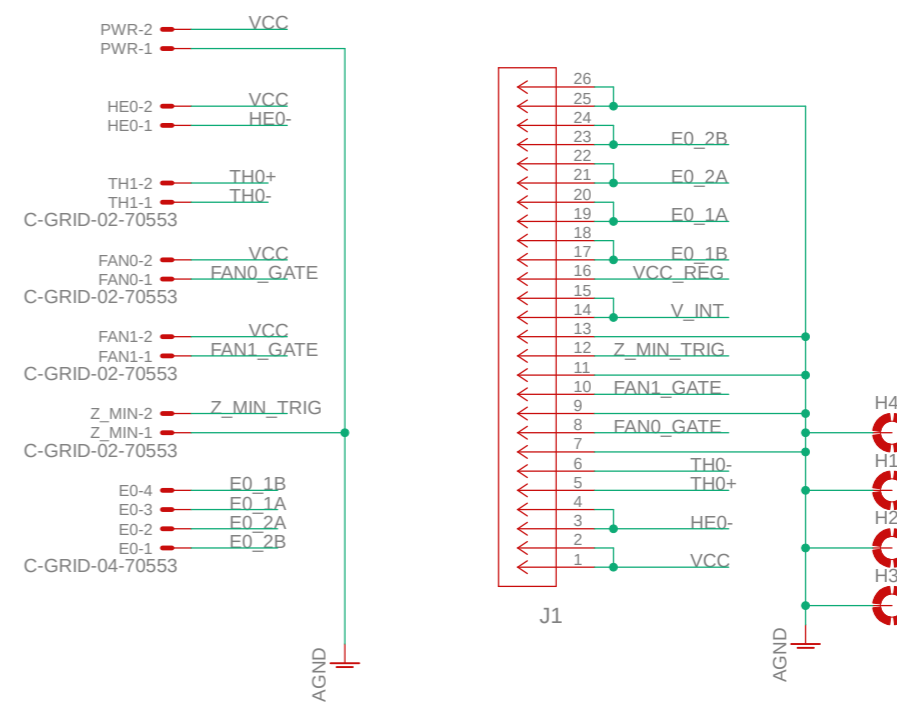 PWR-2 VCC
PWR-1
HE0-2 VCC
HE0-1 HE0-
TH1-2 TH0+
TH1-1 TH0-
C-GRID-02-70553
FAN0-2 VCC
FAN0-1 FAN0_GATE
C-GRID-02-70553
FAN1-2 VCC
FAN1-1 FAN1_GATE
C-GRID-02-70553
Z_MIN-2 Z_MIN_TRIG
Z_MIN-1
C-GRID-02-70553
E0-4 E0_1B
E0-3 E0_1A
E0-2 E0_2A
E0-1 E0_2B
C-GRID-04-70553
AGND
26
25
24
23 E0_2B
22
21 E0_2A
20
19 E0_1A
18
17 E0_1B
16 VCC_REG
15
14 V_INT
13
12 Z_MIN_TRIG
11
10 FAN1_GATE
9
8 FAN0_GATE
7
6 TH0-
5 TH0+
4
3 HE0-
2
1 VCC
J1
AGND
H4
H1
H2
H3